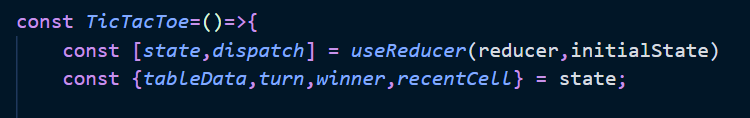 const TicTacToe=()=>{
const [state,dispatch] = useReducer(reducer,initialState)
const {tableData,turn,winner,recentCell} = state;